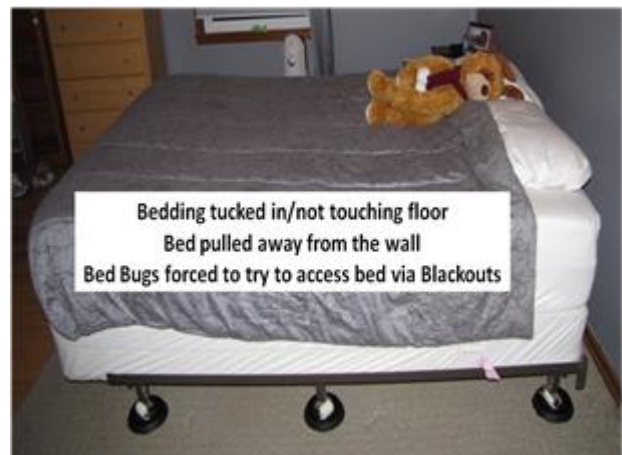 Bedding tucked in/not touching floor
Bed pulled away from the wall
Bed Bugs forced to try to access bed via Blackouts